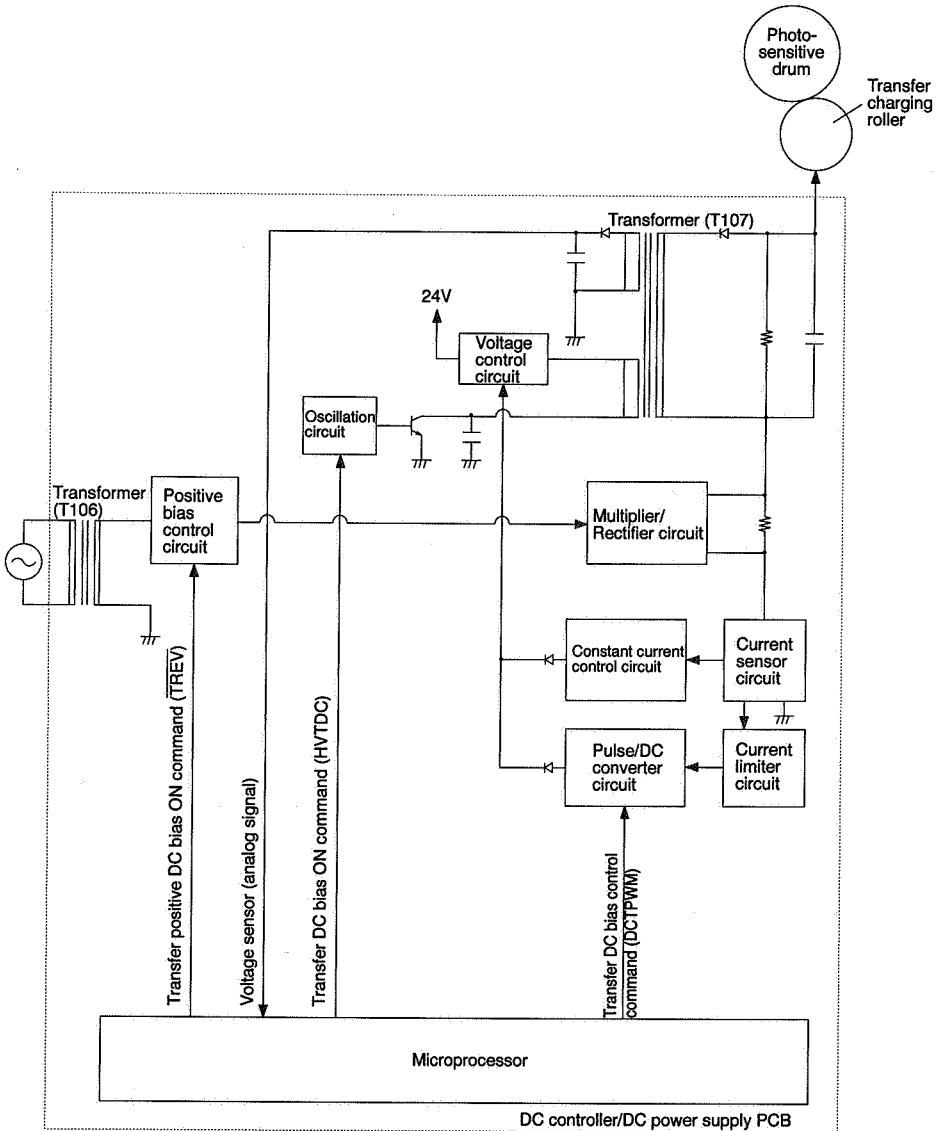 Photo-
sensitive
drum
Transfer
charging
roller
Transformer (T107)
24V
Voltage
control
circuit
Oscillation
circuit
Transformer
(T106)
Positive
bias
control
circuit
Multiplier/
Rectifier circuit
Constant current
control circuit
Current
sensor
circuit
Pulse/DC
converter
circuit
Current
limiter
circuit
Transfer positive DC bias ON command (T̅R̅E̅V̅)
Voltage sensor (analog signal)
Transfer DC bias ON command (HVTDC)
Transfer DC bias control
command (DCTPWM)
Microprocessor
DC controller/DC power supply PCB